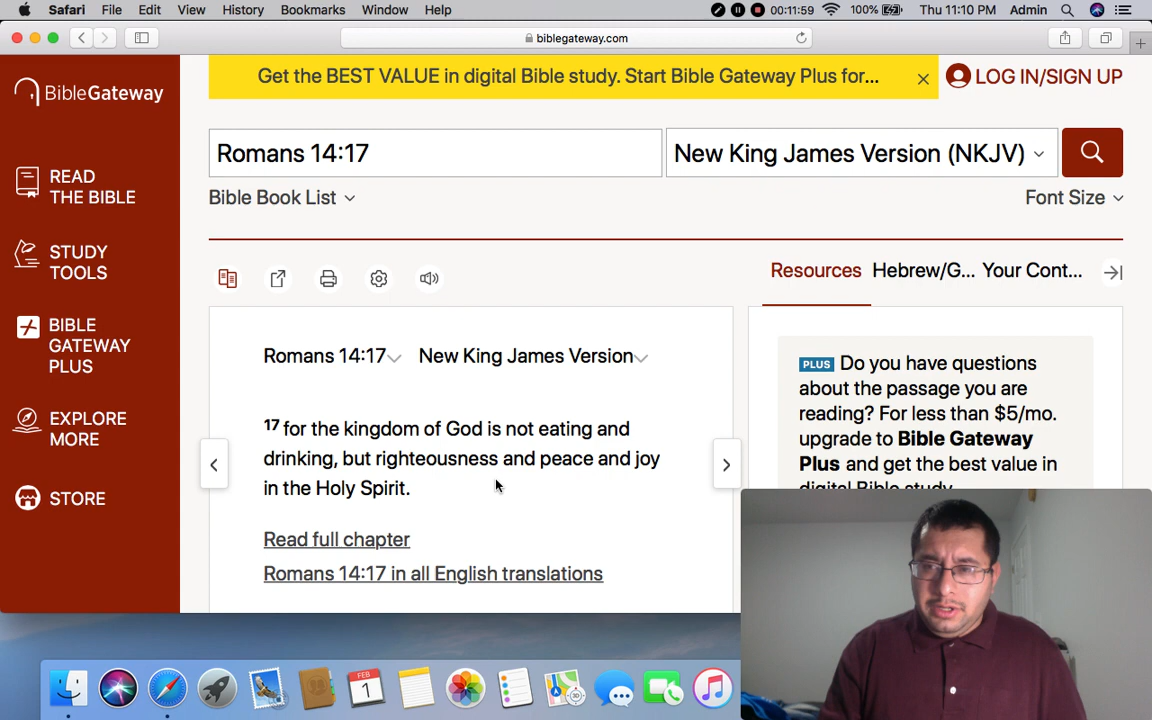 Safari File Edit View History Bookmarks Window Help 00:11:59 100% Thu 11:10 PM Admin
biblegateway.com
Get the BEST VALUE in digital Bible study. Start Bible Gateway Plus for...
LOG IN/SIGN UP
BibleGateway
Romans 14:17
New King James Version (NKJV)
Bible Book List
Font Size
READ
THE BIBLE
STUDY
TOOLS
BIBLE
GATEWAY
PLUS
EXPLORE
MORE
STORE
Resources Hebrew/G... Your Cont...
Romans 14:17 New King James Version
17 for the kingdom of God is not eating and
drinking, but righteousness and peace and joy
in the Holy Spirit.
Read full chapter
Romans 14:17 in all English translations
PLUS Do you have questions
about the passage you are
reading? For less than $5/mo.
upgrade to Bible Gateway
Plus and get the best value in
digital Bible study.
FEB
1